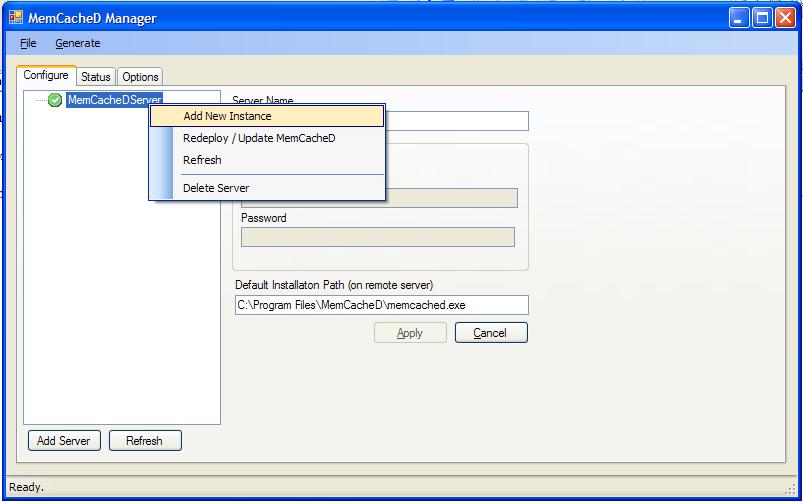 MemCacheD Manager
File Generate
Configure Status Options
MemCacheDServer
Server Name
Add New Instance
Redeploy / Update MemCacheD
Refresh
Delete Server
Password
Default Installaton Path (on remote server)
C:\Program Files\MemCacheD\memcached.exe
Apply Cancel
Add Server Refresh
Ready.